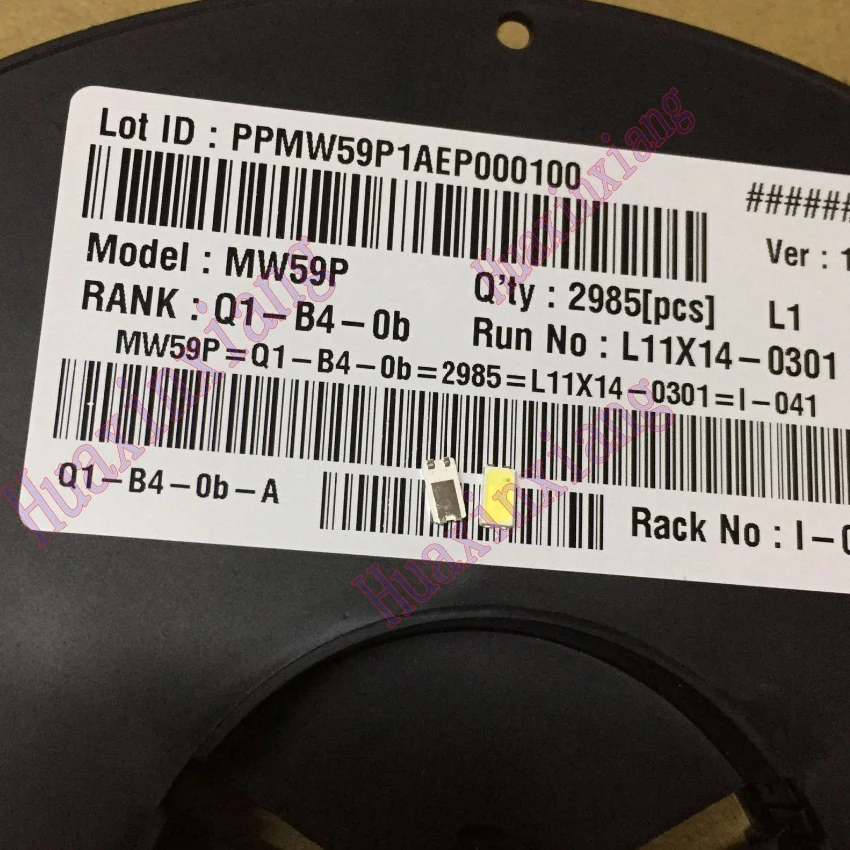 Lot ID : PPMW59P1AEP000100
######
Ver : 1
Model : MW59P
Q'ty : 2985[pcs]
L1
RANK : Q1-B4-0b
Run No : L11X14-0301
MW59P=Q1-B4-0b=2985=L11X14-0301=I-041
Q1-B4-0b-A
Rack No : I-0
Huaxinxiang
Huaxinxiang
Huaxinxiang